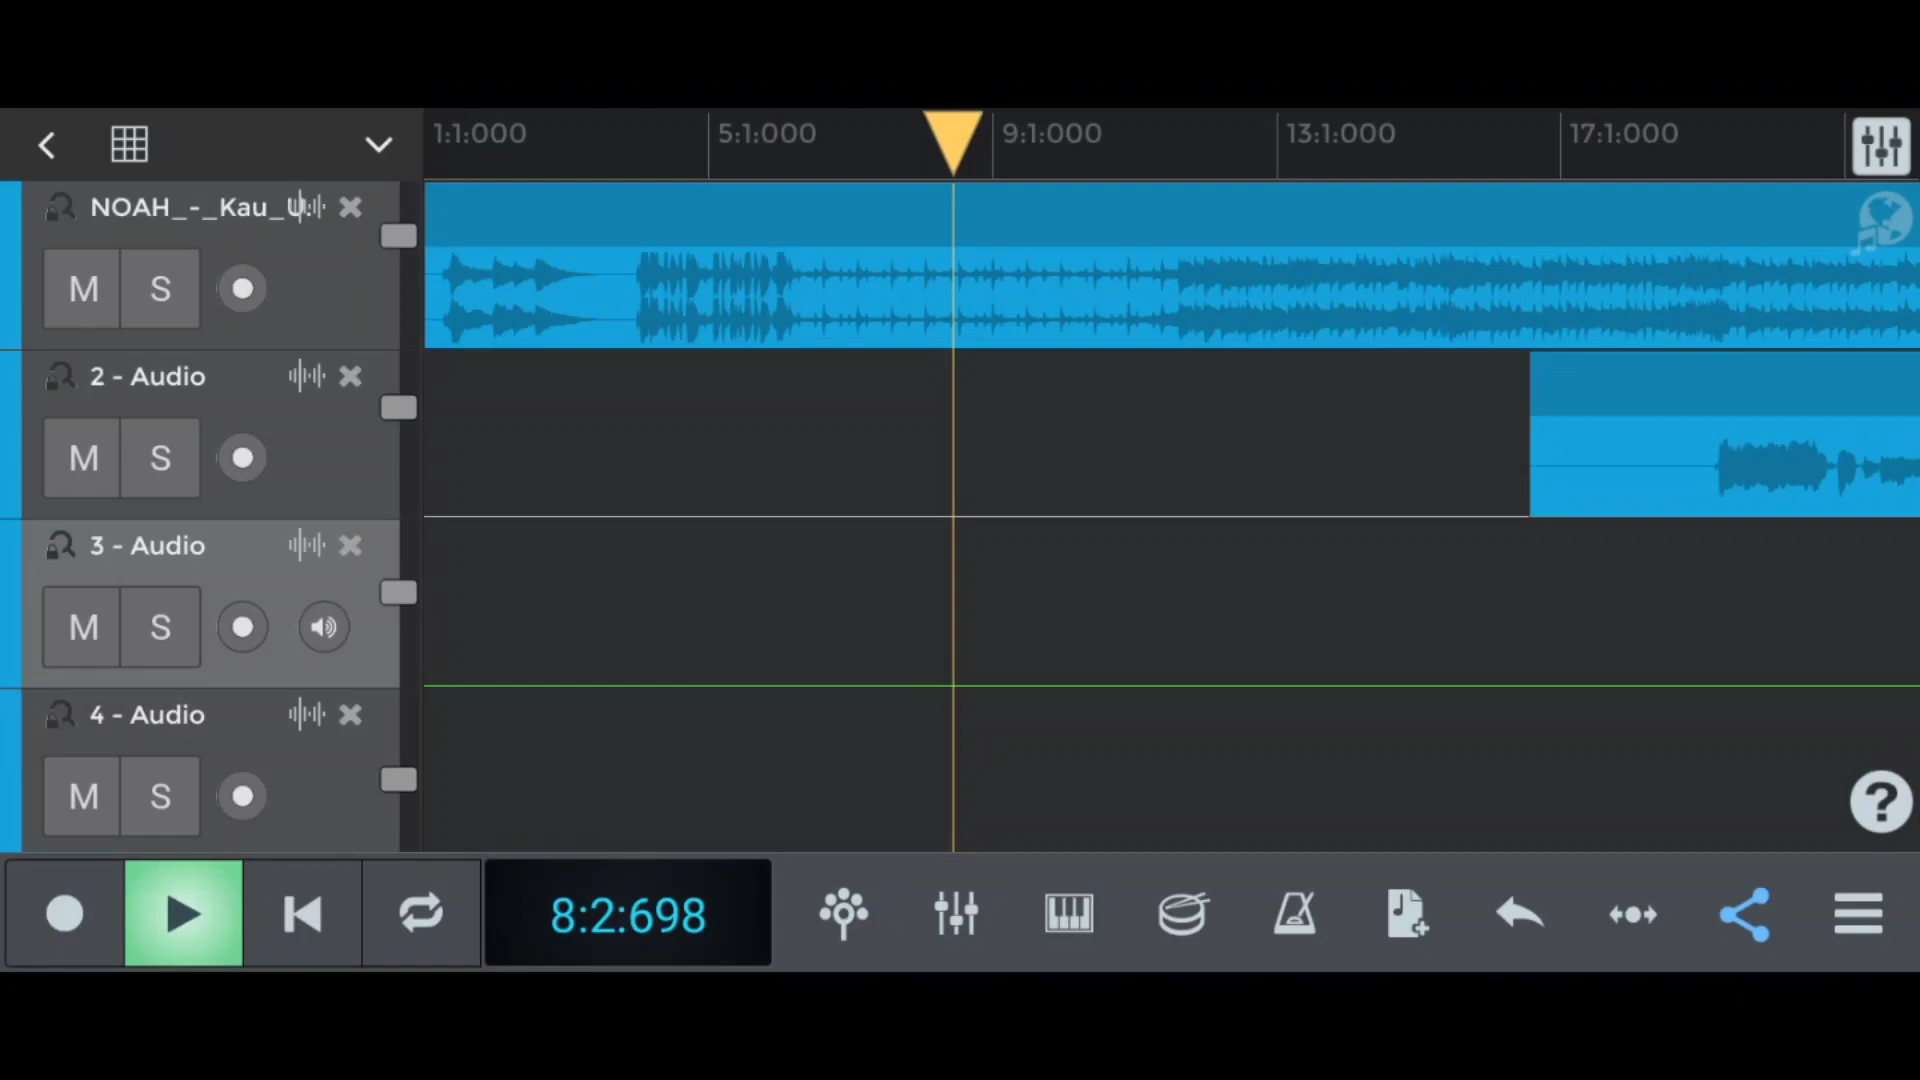 1:1:000 5:1:000 9:1:000 13:1:000 17:1:000
NOAH_-_Kau_U
M S
2 - Audio
M S
3 - Audio
M S
4 - Audio
M S
?
8:2:698